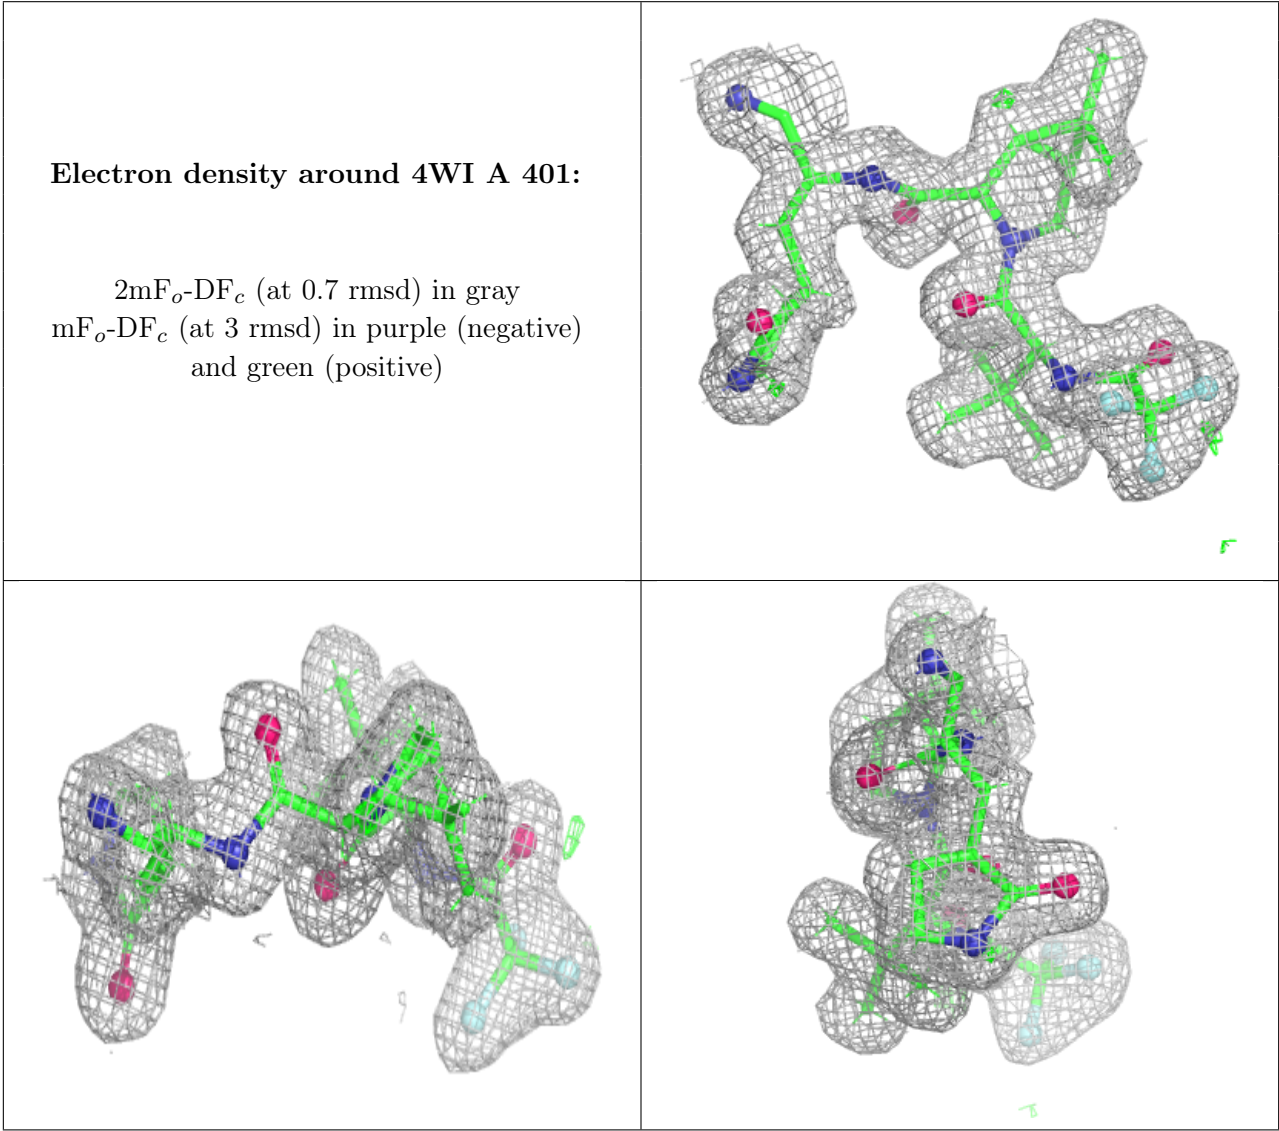 Electron density around 4WI A 401:
2mFo-DFc (at 0.7 rmsd) in gray
mFo-DFc (at 3 rmsd) in purple (negative)
and green (positive)